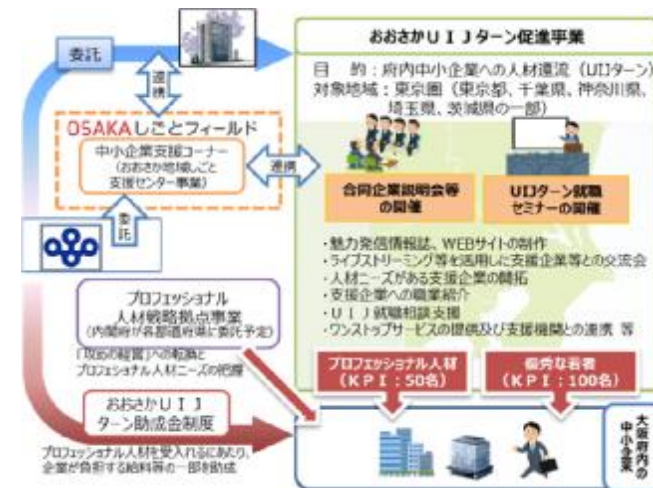 委託
連携
OSAKAしごとフィールド
中小企業支援コーナー
(おおさか地域しごと
支援センター事業)
連携
委託
プロフェッショナル
人材戦略拠点事業
(内閣府が各都道府県に委託予定)
「攻めの経営」への転換と
プロフェショナル人材ニーズの把握
おおさかUIJ
ターン助成金制度
プロフェッショナル人材を受入れるにあたり、
企業が負担する給料等の一部を助成
おおさかUIJターン促進事業
目　的：府内中小企業への人材還流（UIJターン）
対象地域：東京圏（東京都、千葉県、神奈川県、
埼玉県、茨城県の一部）
合同企業説明会等
の開催
UIJターン就職
セミナーの開催
・魅力発信情報誌、WEBサイトの制作
・ライブストリーミング等を活用した支援企業等との交流会
・人材ニーズがある支援企業の開拓
・支援企業への職業紹介
・UIJ就職相談支援
・ワンストップサービスの提供及び支援機関との連携 等
プロフェッショナル人材
（KPI：50名）
優秀な若者
（KPI：100名）
大阪府内の
中小企業